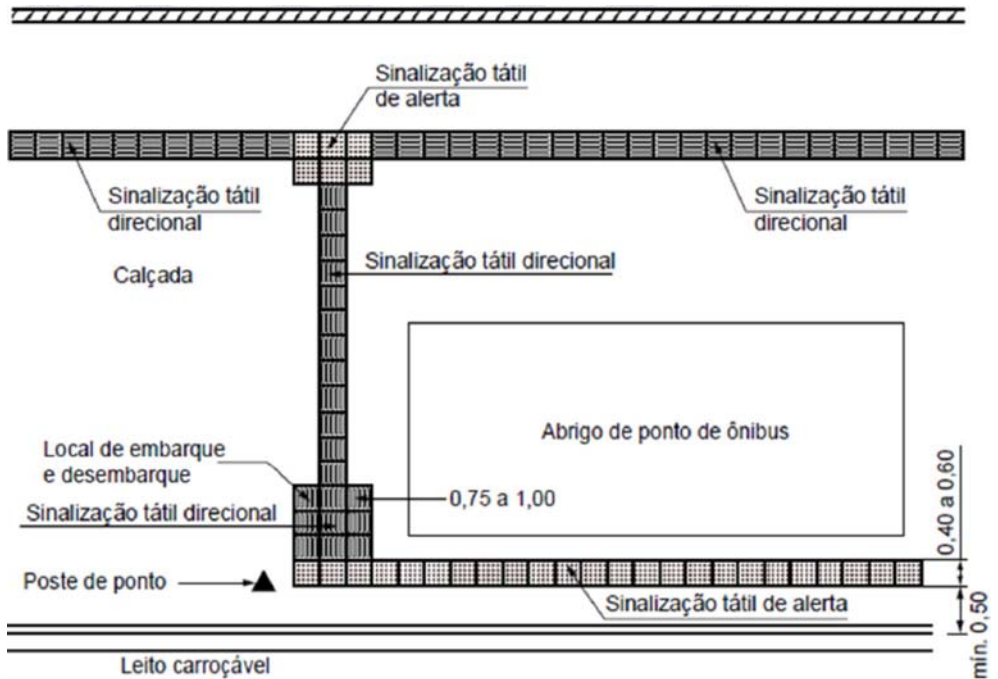 Sinalização tátil
de alerta
Sinalização tátil
direcional
Sinalização tátil
direcional
Sinalização tátil direcional
Calçada
Abrigo de ponto de ônibus
Local de embarque
e desembarque
0,75 a 1,00
Sinalização tátil direcional
0,40 a 0,60
Poste de ponto
Sinalização tátil de alerta
mín. 0,50
Leito carroçável